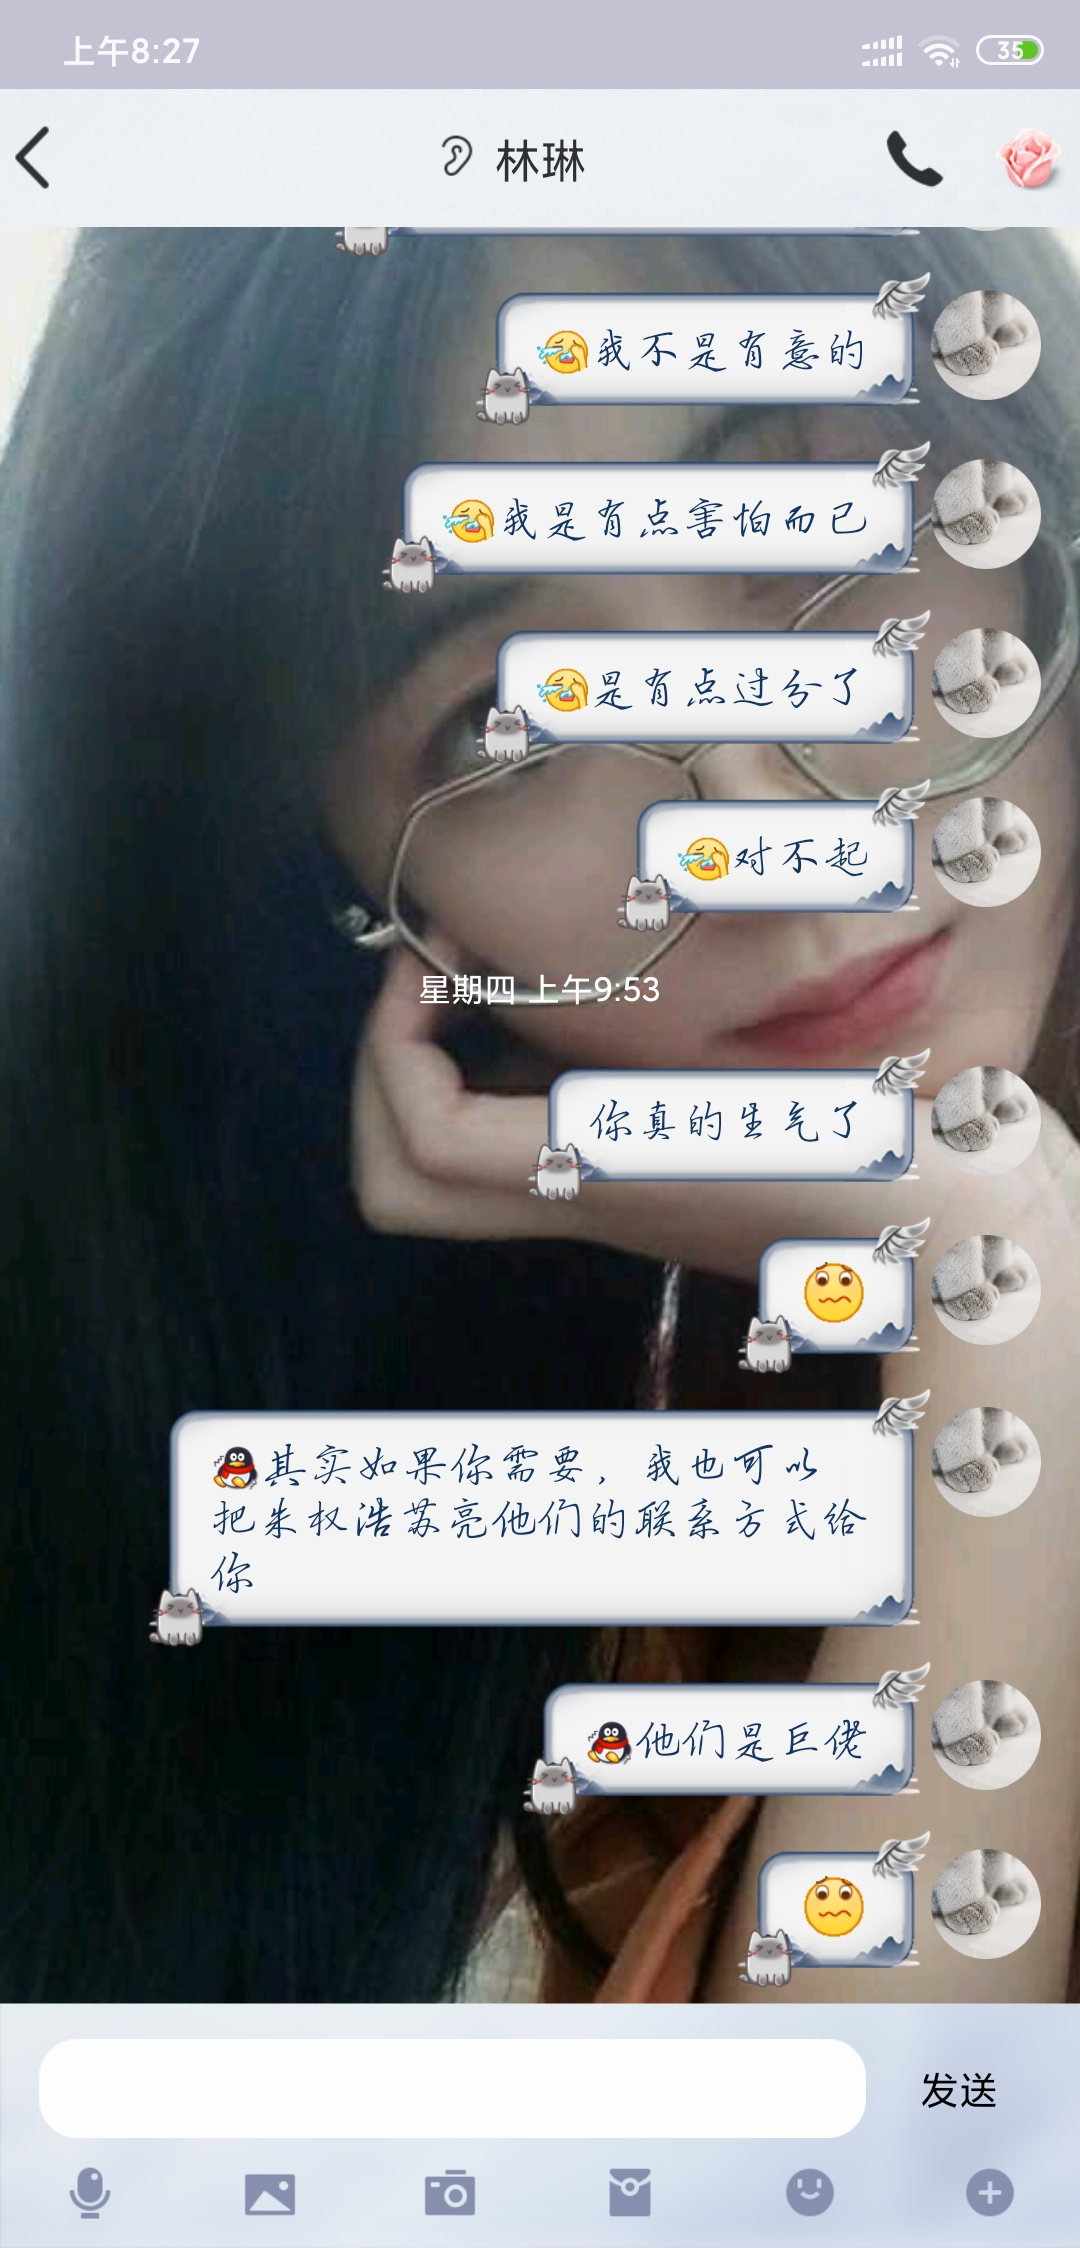 上午8:27
35
林琳
我不是有意的
我是有点害怕而已
是有点过分了
对不起
星期四 上午9:53
你真的生气了
其实如果你需要，我也可以
把朱权浩苏亮他们的联系方式给
你
他们是巨佬
发送